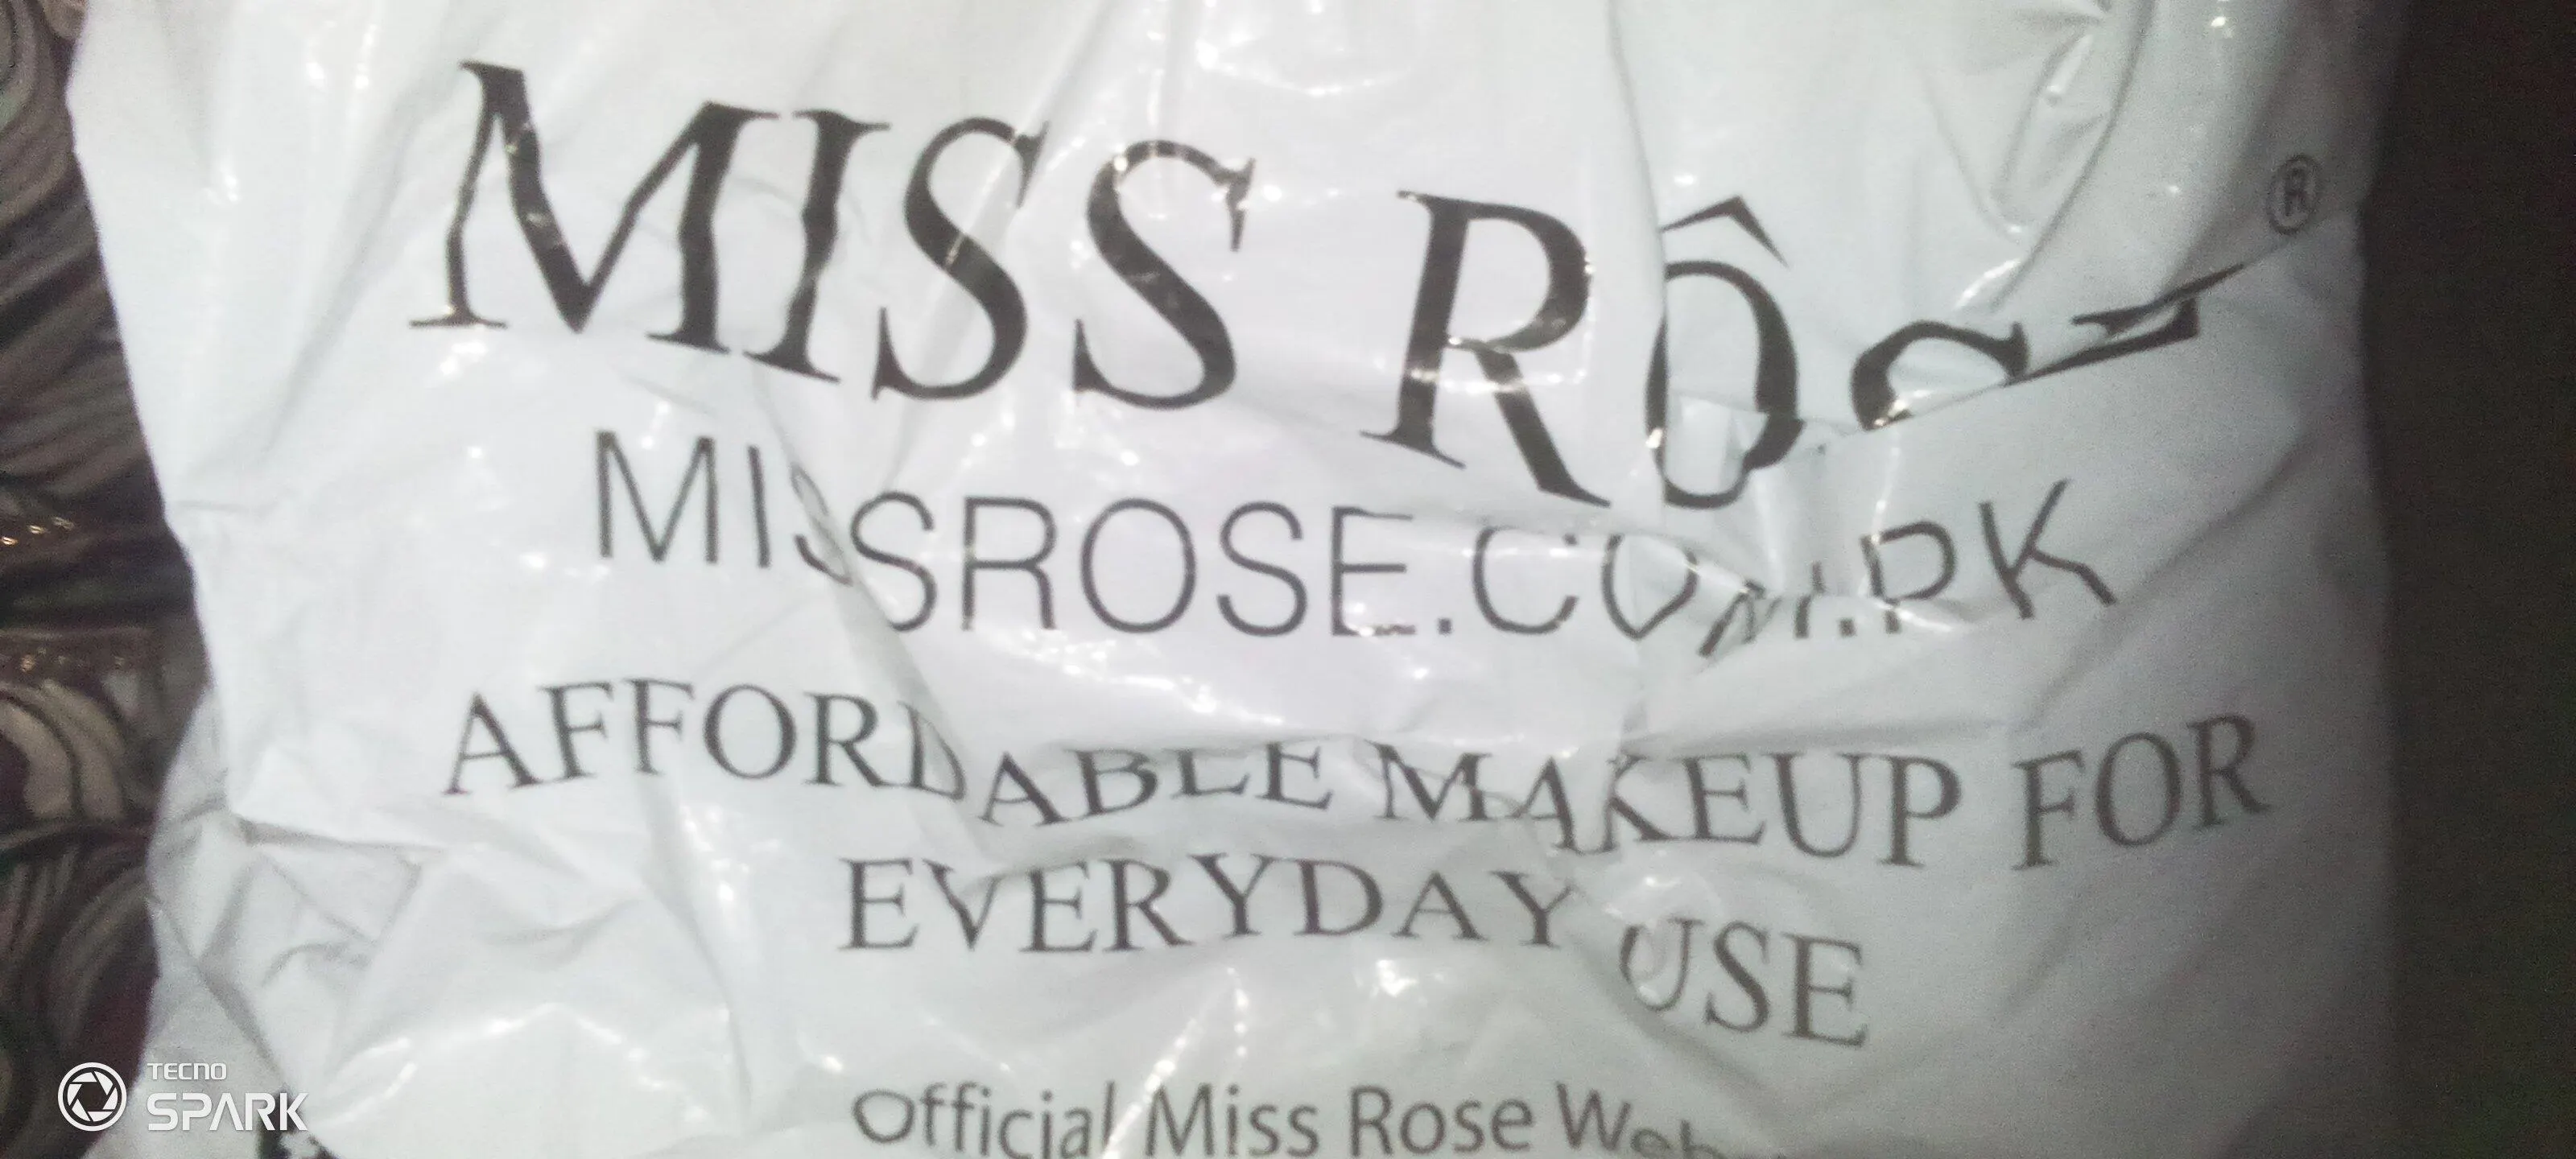 MISS RÔSE ®
MISSROSE.COM.PK
AFFORDABLE MAKEUP FOR
EVERYDAY USE
Official Miss Rose
TECNO
SPARK